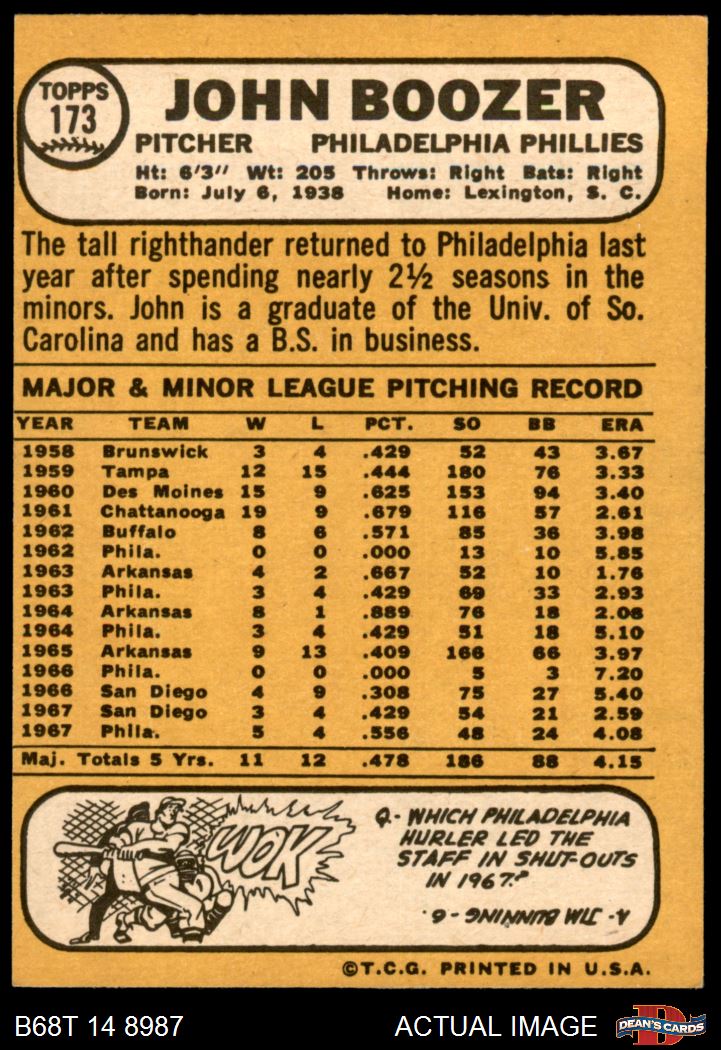 TOPPS
173
JOHN BOOZER
PITCHER PHILADELPHIA PHILLIES
Ht: 6'3" Wt: 205 Throws: Right Bats: Right
Born: July 6, 1938 Home: Lexington, S. C.
The tall righthander returned to Philadelphia last
year after spending nearly 2½ seasons in the
minors. John is a graduate of the Univ. of So.
Carolina and has a B.S. in business.
MAJOR & MINOR LEAGUE PITCHING RECORD
YEAR TEAM W L PCT. SO BB ERA
1958 Brunswick 3 4 .429 52 43 3.67
1959 Tampa 12 15 .444 180 76 3.33
1960 Des Moines 15 9 .625 153 94 3.40
1961 Chattanooga 19 9 .679 116 57 2.61
1962 Buffalo 8 6 .571 85 36 3.98
1962 Phila. 0 0 .000 13 10 5.85
1963 Arkansas 4 2 .667 52 10 1.76
1963 Phila. 3 4 .429 69 33 2.93
1964 Arkansas 8 1 .889 76 18 2.06
1964 Phila. 3 4 .429 51 18 5.10
1965 Arkansas 9 13 .409 166 66 3.97
1966 Phila. 0 0 .000 5 3 7.20
1966 San Diego 4 9 .308 75 27 5.40
1967 San Diego 3 4 .429 54 21 2.59
1967 Phila. 5 4 .556 48 24 4.08
Maj. Totals 5 Yrs. 11 12 .478 186 88 4.15
WOK
Q.- WHICH PHILADELPHIA
HURLER LED THE
STAFF IN SHUT-OUTS
IN 1967?
A- JIM BUNNING - 6.
©T.C.G. PRINTED IN U.S.A.
B68T 14 8987 ACTUAL IMAGE
D
DEAN'S CARDS